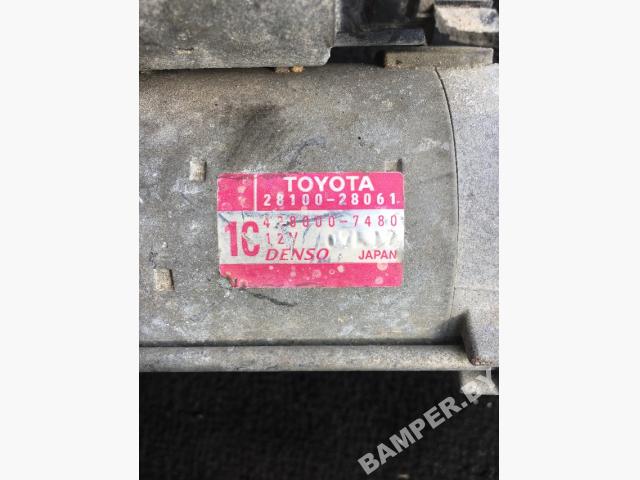 TOYOTA
28100-28061
428000-7480
1C 12V
DENSO JAPAN
BAMPER.BY